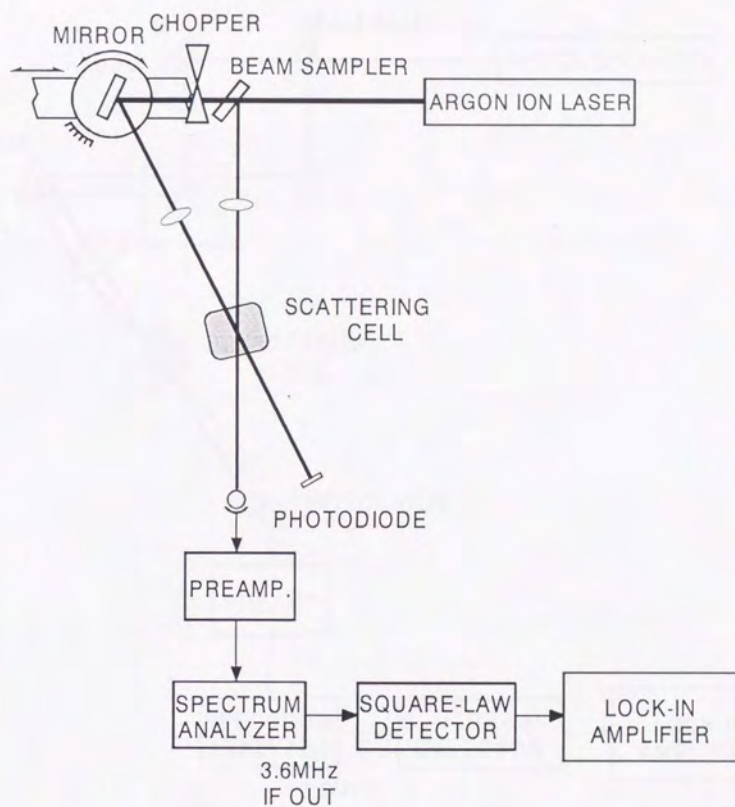 CHOPPER
MIRROR
BEAM SAMPLER
ARGON ION LASER
SCATTERING
CELL
PHOTODIODE
PREAMP.
SPECTRUM
ANALYZER
SQUARE-LAW
DETECTOR
LOCK-IN
AMPLIFIER
3.6MHz
IF OUT